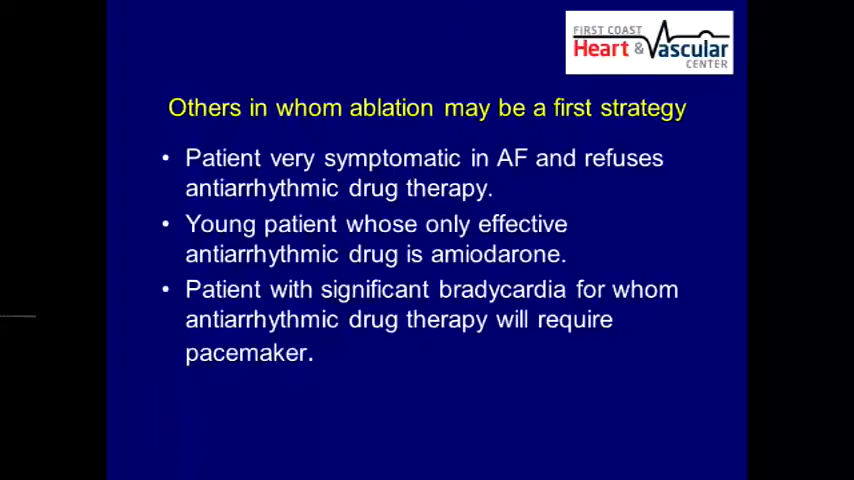 FIRST COAST
Heart & Vascular
CENTER
Others in whom ablation may be a first strategy
• Patient very symptomatic in AF and refuses
antiarrhythmic drug therapy.
• Young patient whose only effective
antiarrhythmic drug is amiodarone.
• Patient with significant bradycardia for whom
antiarrhythmic drug therapy will require
pacemaker.